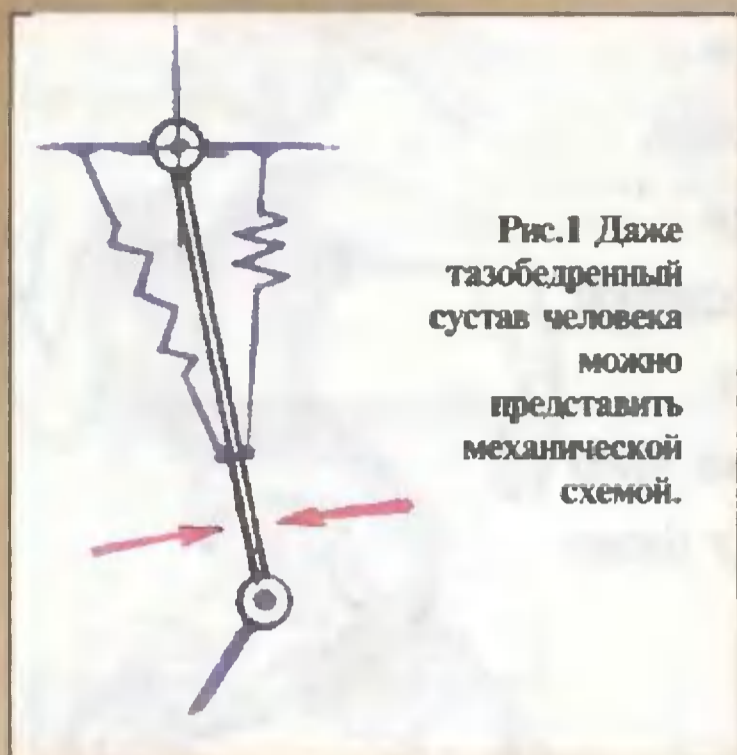 Рис.1 Даже
тазобедренный
сустав человека
можно
представить
механической
схемой.